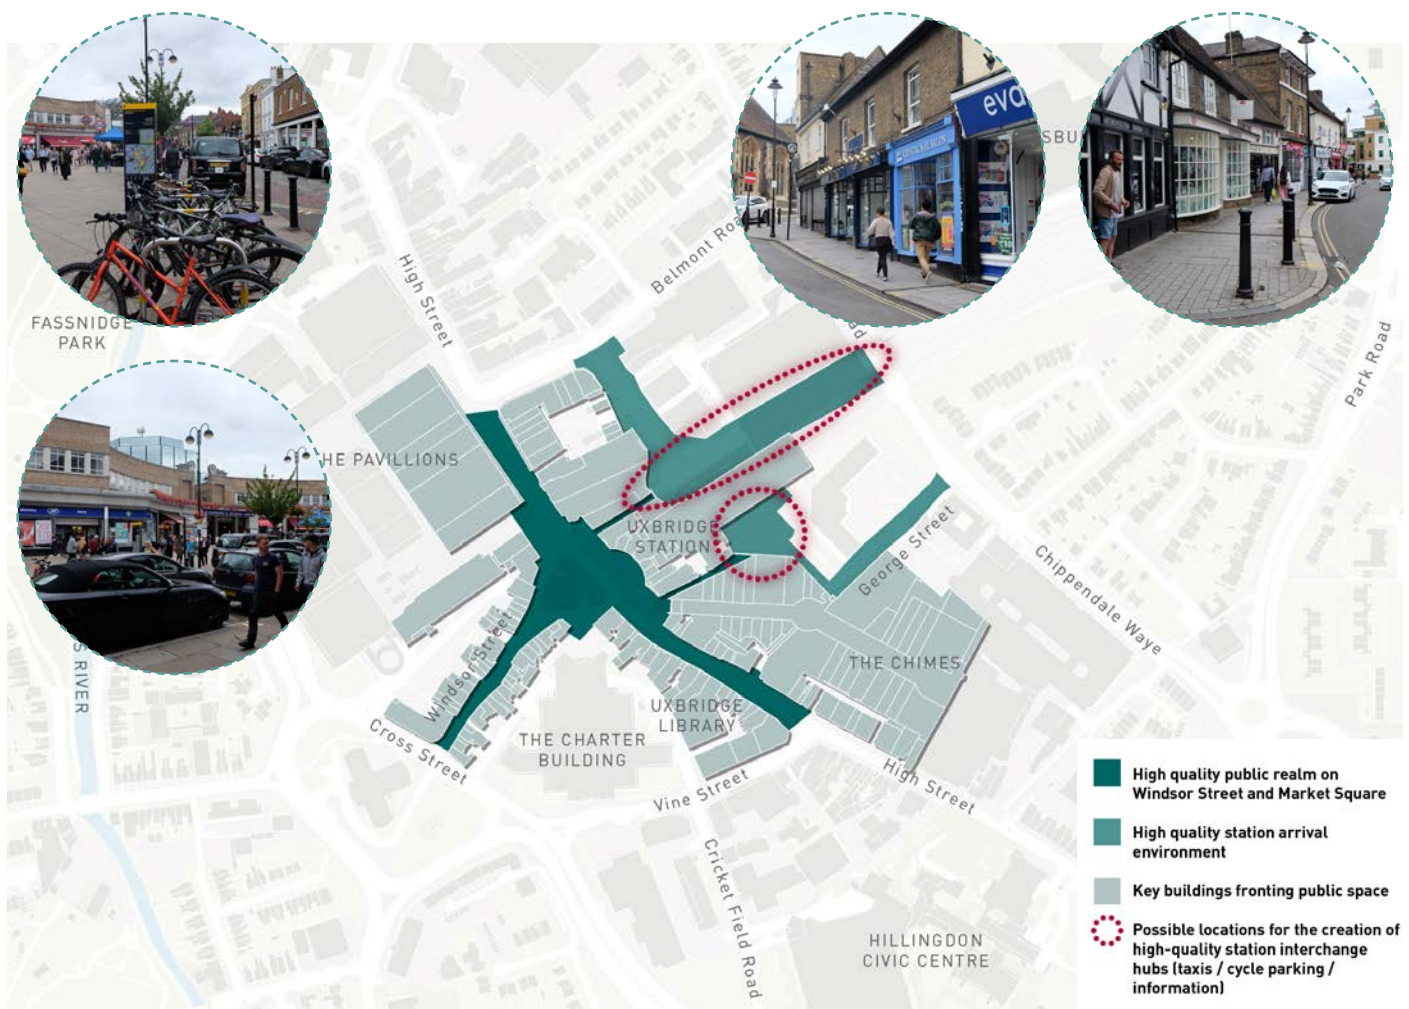 eva
SBU
High Street
Belmont Roa
ad
Park Road
FASSNIDGE
PARK
HE PAVILLIONS
UXBRIDGE
STATION
George Street
Chippendale Waye
S RIVER
Windsor Street
THE CHIMES
UXBRIDGE
LIBRARY
Cross Street
THE CHARTER
BUILDING
Vine Street
High Street
Cricket Field Road
HILLINGDON
CIVIC CENTRE
High quality public realm on
Windsor Street and Market Square
High quality station arrival
environment
Key buildings fronting public space
Possible locations for the creation of
high-quality station interchange
hubs (taxis / cycle parking /
information)